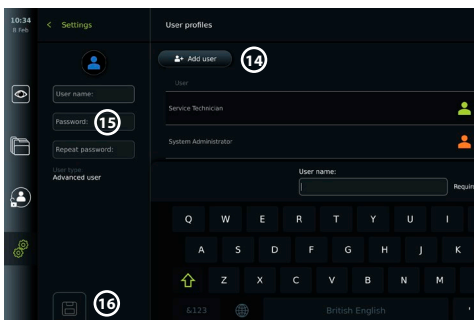 10:34
8 Feb
Settings
User profiles
Add user
14
User
User name:
Service Technician
Password:
15
Repeat password:
System Administrator
User type:
Advanced user
User name:
Requir
Q W E R T Y U I
A S D F G H J K
Z X C V B N M
16
&123
British English